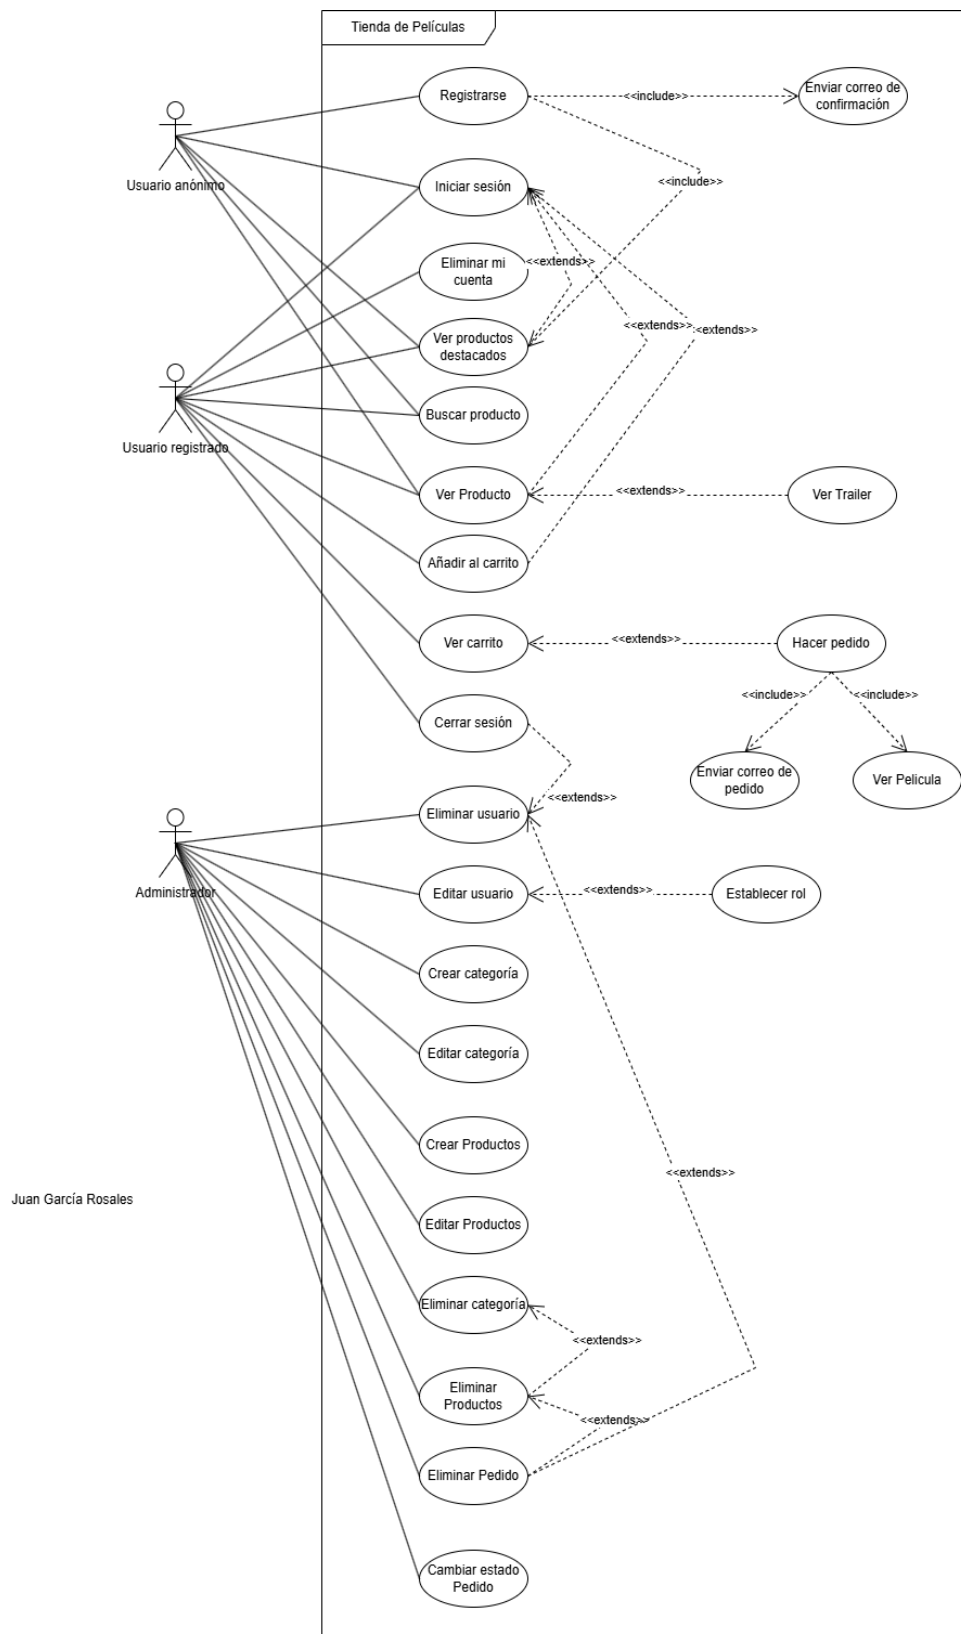 Tienda de Películas
Registrarse
<<include>>
Enviar correo de
confirmación
Usuario anónimo
Iniciar sesión
<<include>>
Eliminar mi
cuenta
<<extends>>
Ver productos
destacados
<<extends>>
<<extends>>
Buscar producto
Usuario registrado
Ver Producto
<<extends>>
Ver Trailer
Añadir al carrito
Ver carrito
<<extends>>
Hacer pedido
<<include>>
<<include>>
Cerrar sesión
Enviar correo de
pedido
Ver Pelicula
<<extends>>
Eliminar usuario
Administrador
Editar usuario
<<extends>>
Establecer rol
Crear categoría
Editar categoría
Crear Productos
<<extends>>
Juan García Rosales
Editar Productos
Eliminar categoría
<<extends>>
Eliminar
Productos
<<extends>>
Eliminar Pedido
Cambiar estado
Pedido